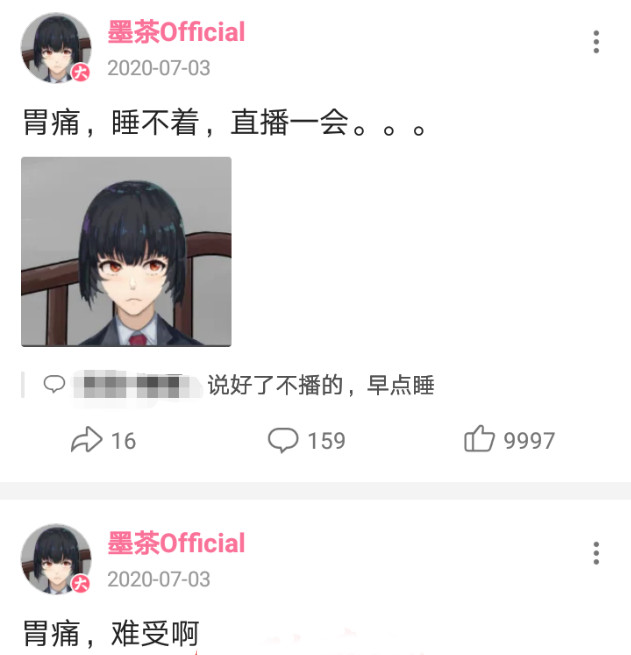 墨茶Official
大
2020-07-03
胃痛，睡不着，直播一会。。。
说好了不播的，早点睡
16
159
9997
墨茶Official
大
2020-07-03
胃痛，难受啊